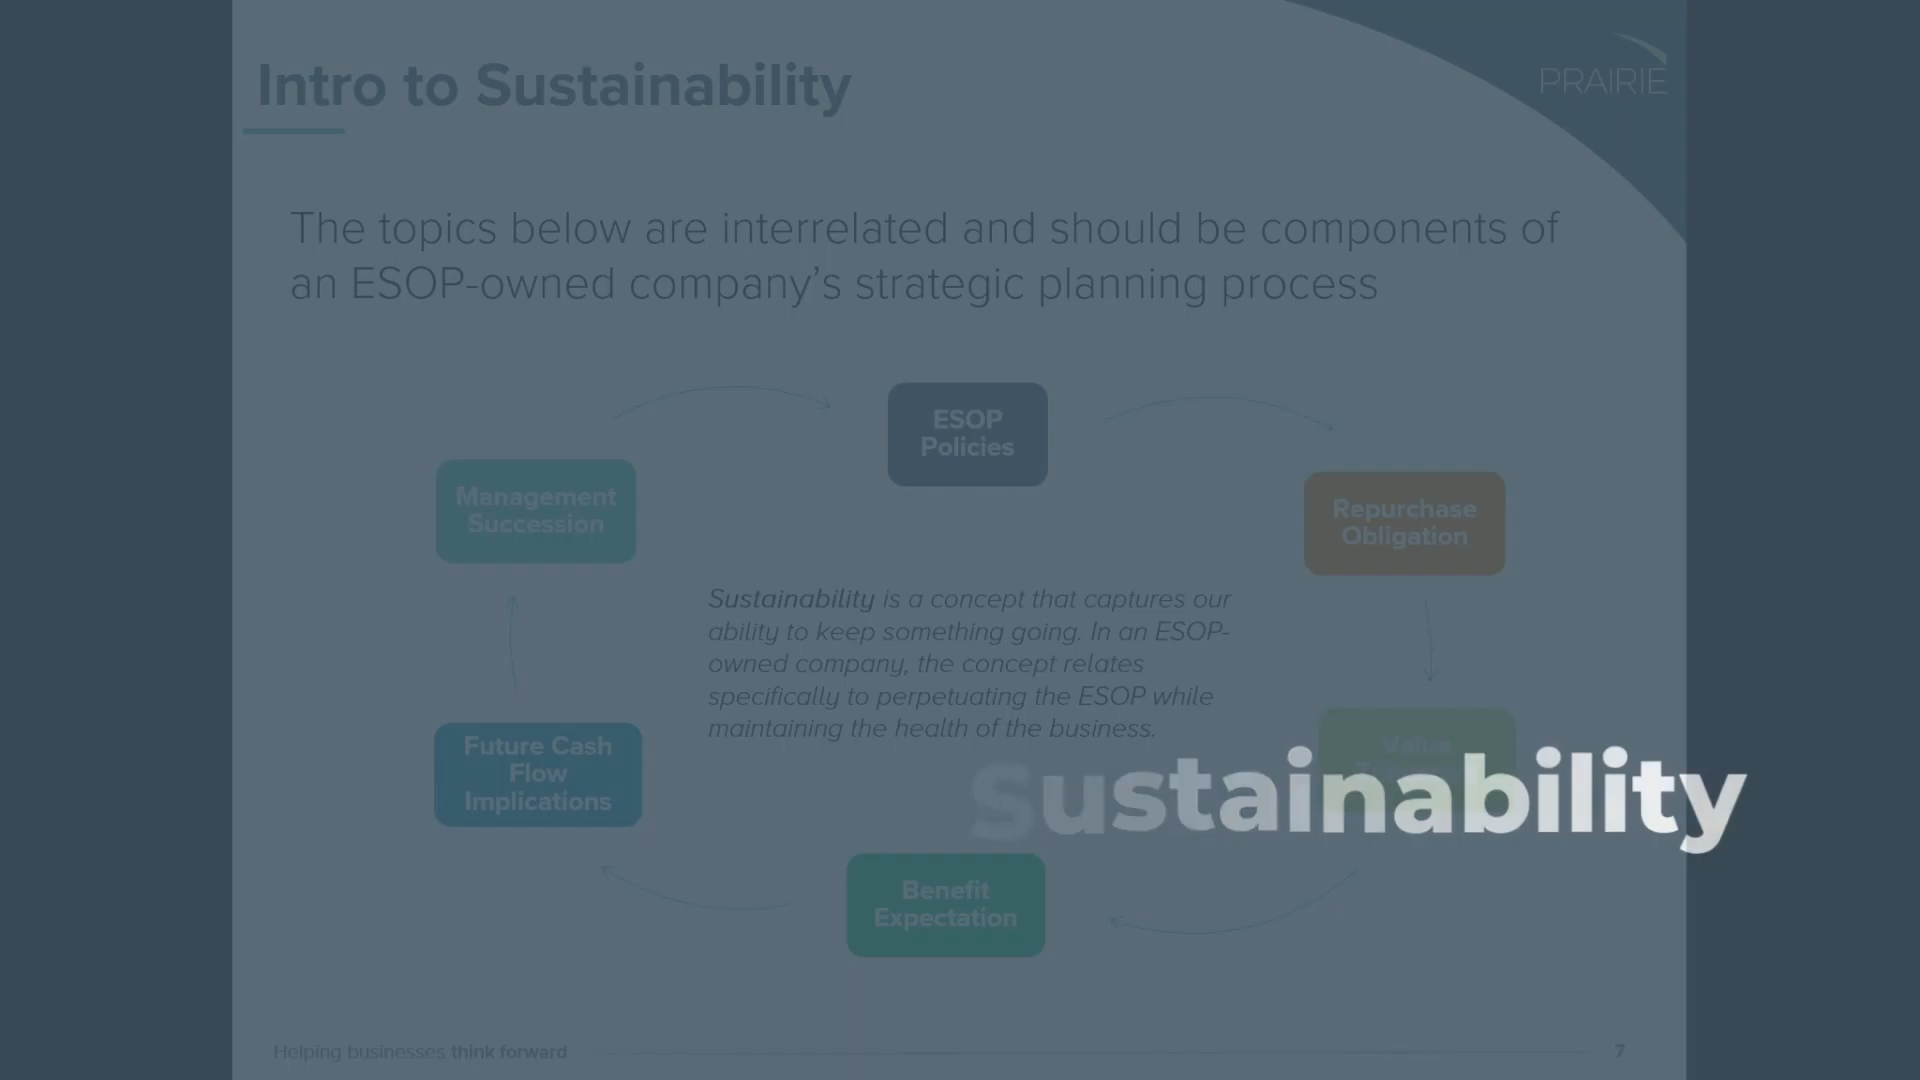 Intro to Sustainability
PRAIRIE
The topics below are interrelated and should be components of
an ESOP-owned company’s strategic planning process
ESOP
Policies
Management
Succession
Repurchase
Obligation
Sustainability is a concept that captures our
ability to keep something going. In an ESOP-
owned company, the concept relates
specifically to perpetuating the ESOP while
maintaining the health of the business.
Future Cash
Flow
Implications
Value
Sustainability
Benefit
Expectation
Helping businesses think forward
7